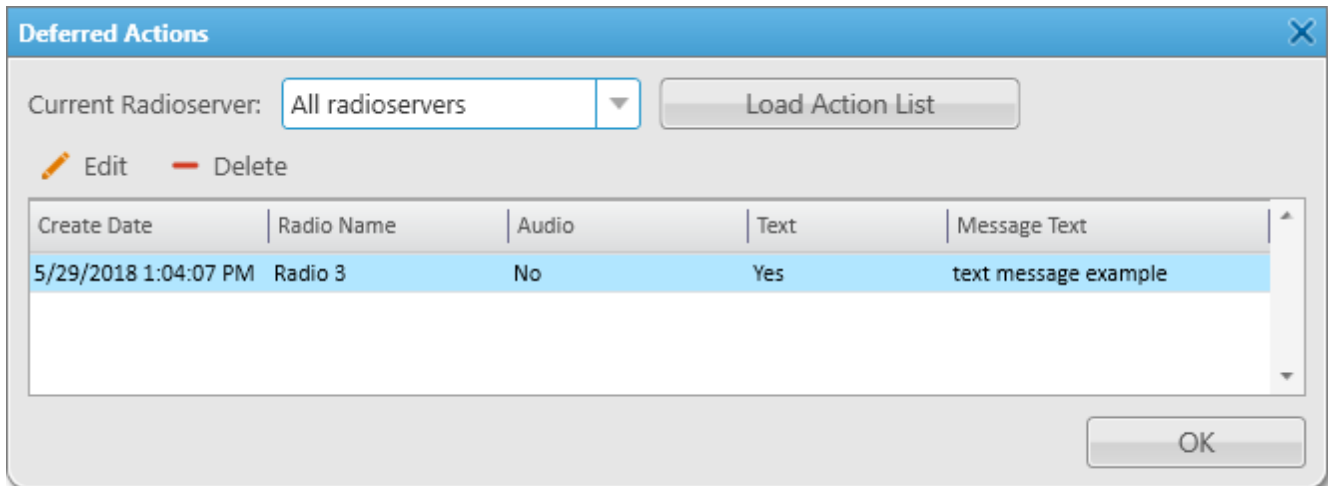 Deferred Actions
Current Radioserver: All radioservers Load Action List
Edit Delete
Create Date Radio Name Audio Text Message Text
5/29/2018 1:04:07 PM Radio 3 No Yes text message example
OK